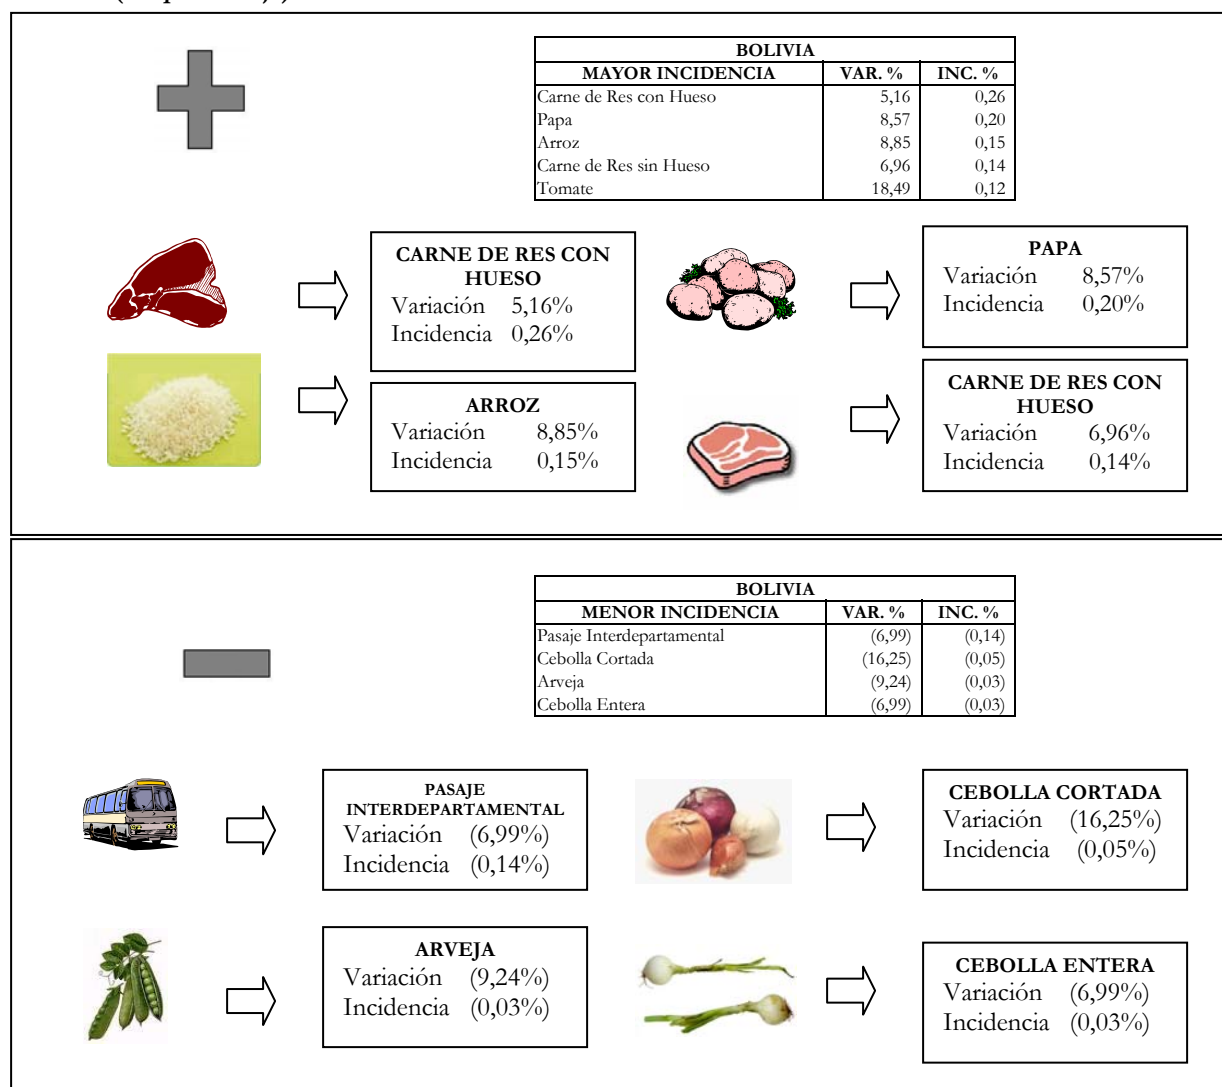 BOLIVIA
MAYOR INCIDENCIA VAR. % INC. %
Carne de Res con Hueso 5,16 0,26
Papa 8,57 0,20
Arroz 8,85 0,15
Carne de Res sin Hueso 6,96 0,14
Tomate 18,49 0,12
CARNE DE RES CON
HUESO
Variación 5,16%
Incidencia 0,26%
PAPA
Variación 8,57%
Incidencia 0,20%
ARROZ
Variación 8,85%
Incidencia 0,15%
CARNE DE RES CON
HUESO
Variación 6,96%
Incidencia 0,14%
BOLIVIA
MENOR INCIDENCIA VAR. % INC. %
Pasaje Interdepartamental (6,99) (0,14)
Cebolla Cortada (16,25) (0,05)
Arveja (9,24) (0,03)
Cebolla Entera (6,99) (0,03)
PASAJE
INTERDEPARTAMENTAL
Variación (6,99%)
Incidencia (0,14%)
CEBOLLA CORTADA
Variación (16,25%)
Incidencia (0,05%)
ARVEJA
Variación (9,24%)
Incidencia (0,03%)
CEBOLLA ENTERA
Variación (6,99%)
Incidencia (0,03%)